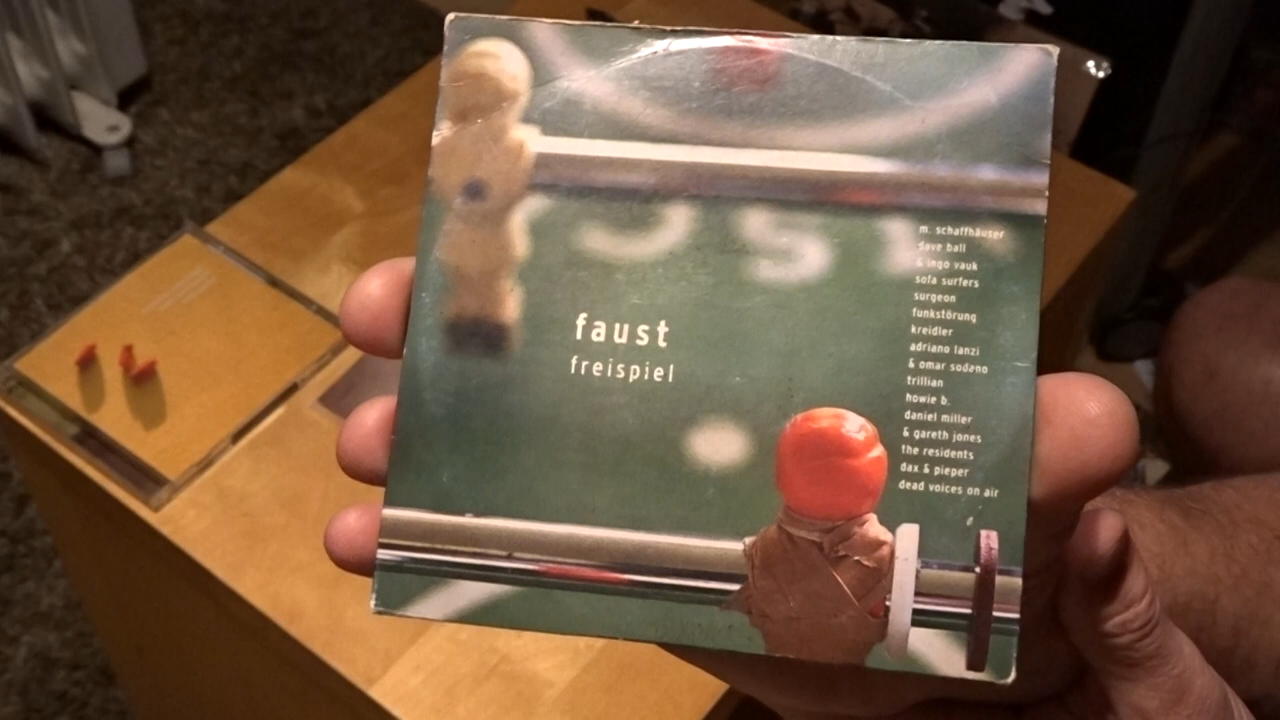 faust
freispiel
m. schaffhäuser
dave ball
& ingo vauk
sofa surfers
surgeon
funkstörung
kreidler
adriano lanzi
& omar sodano
trillian
howie b.
daniel miller
& gareth jones
the residents
dax & pieper
dead voices on air